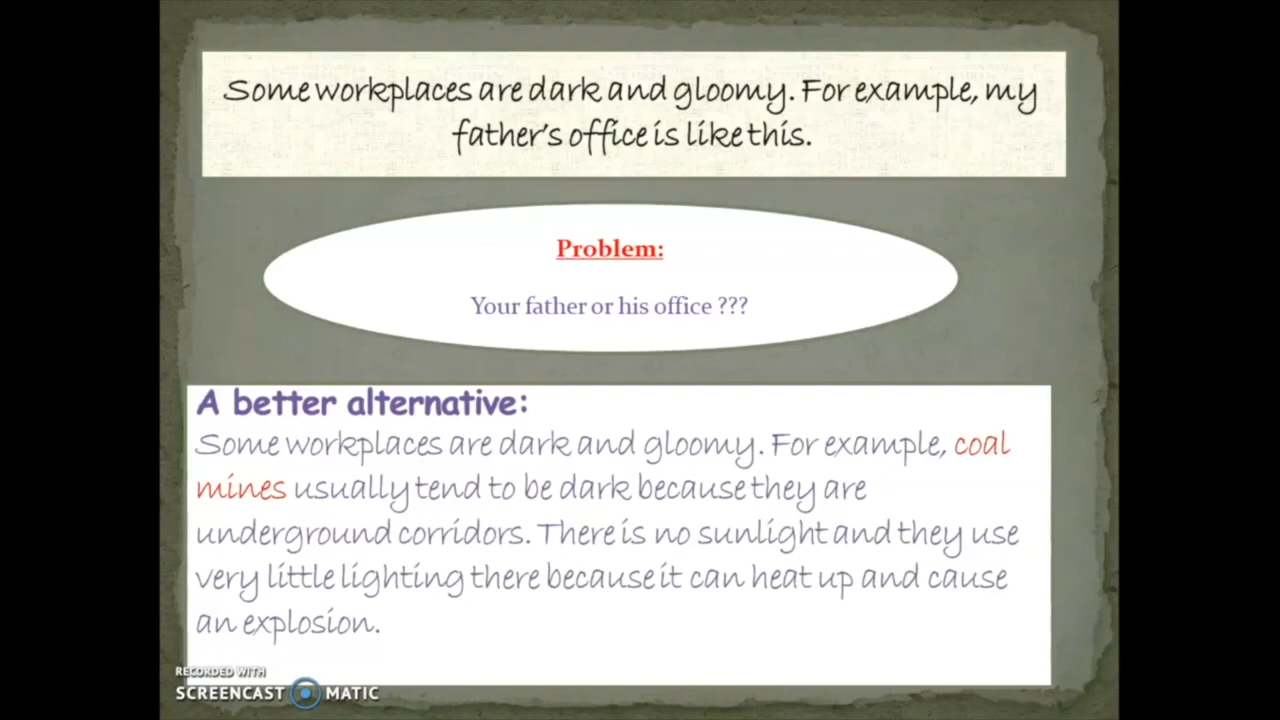 Some workplaces are dark and gloomy. For example, my
father's office is like this.
Problem:
Your father or his office ???
A better alternative:
Some workplaces are dark and gloomy. For example, coal
mines usually tend to be dark because they are
underground corridors. There is no sunlight and they use
very little lighting there because it can heat up and cause
an explosion.
RECORDED WITH
SCREENCAST MATIC